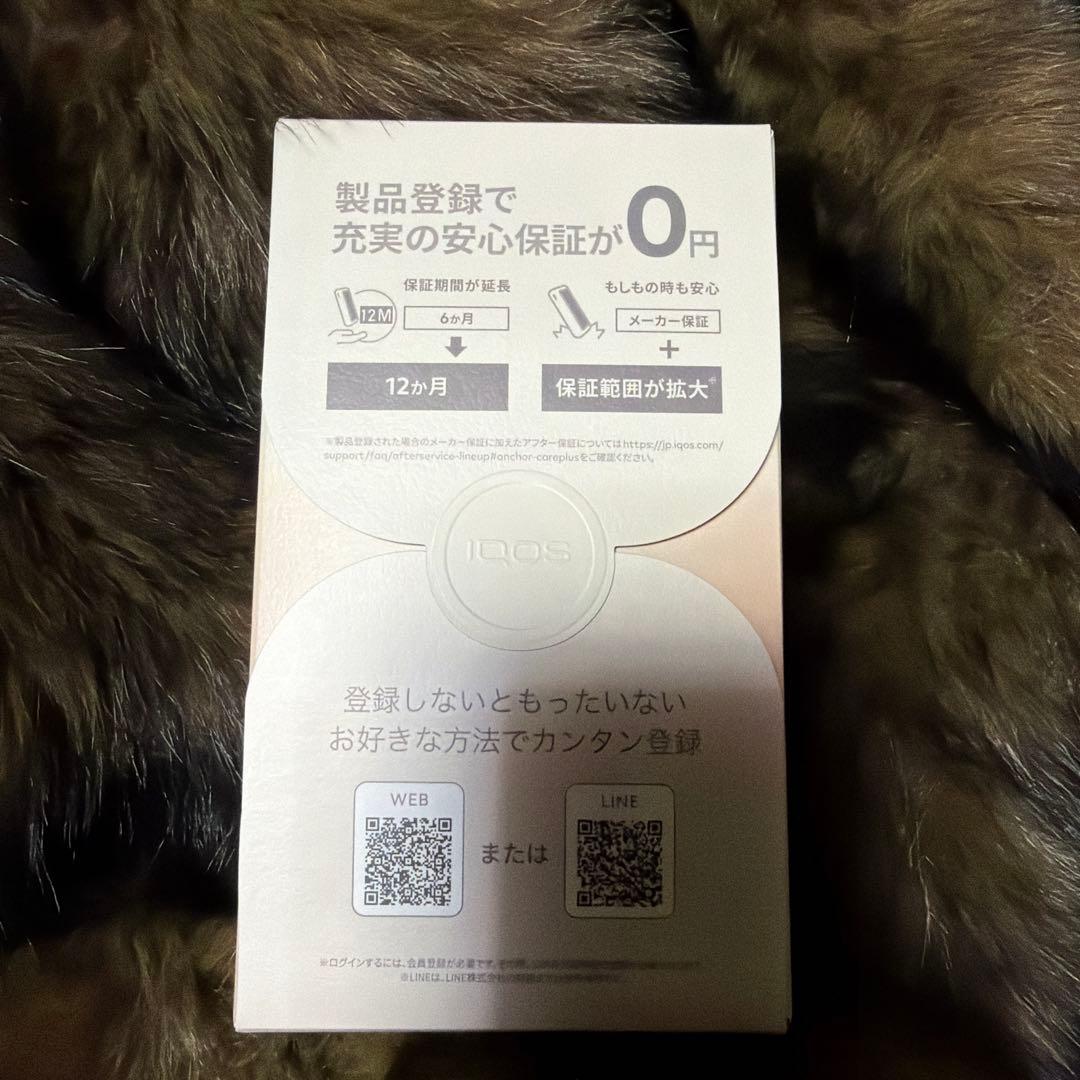 製品登録で
充実の安心保証が0円
保証期間が延長
12M
6か月
12か月
もしもの時も安心
メーカー保証
+
保証範囲が拡大※
※製品登録された場合のメーカー保証に加えたアフター保証についてはhttps://jp.iqos.com/
support/faq/afterservice-lineup#anchor-careplusをご確認ください。
IQOS
登録しないともったいない
お好きな方法でカンタン登録
WEB
または
LINE
※ログインするには、会員登録が必要です。
※LINEは、LINE株式会社の